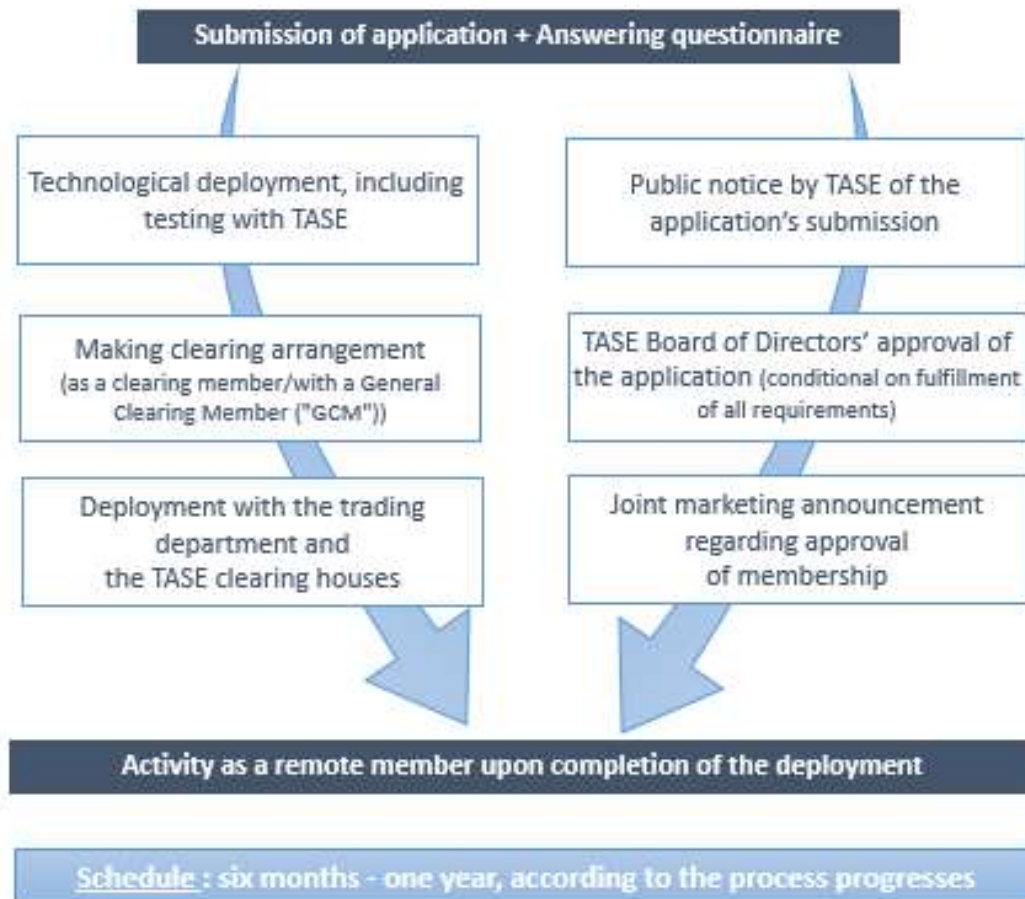 Submission of application + Answering questionnaire
Technological deployment, including
testing with TASE
Making clearing arrangement
(as a clearing member/with a General
Clearing Member ("GCM"))
Deployment with the trading
department and
the TASE clearing houses
Public notice by TASE of the
application's submission
TASE Board of Directors' approval of
the application (conditional on fulfillment
of all requirements)
Joint marketing announcement
regarding approval
of membership
Activity as a remote member upon completion of the deployment
Schedule : six months - one year, according to the process progresses